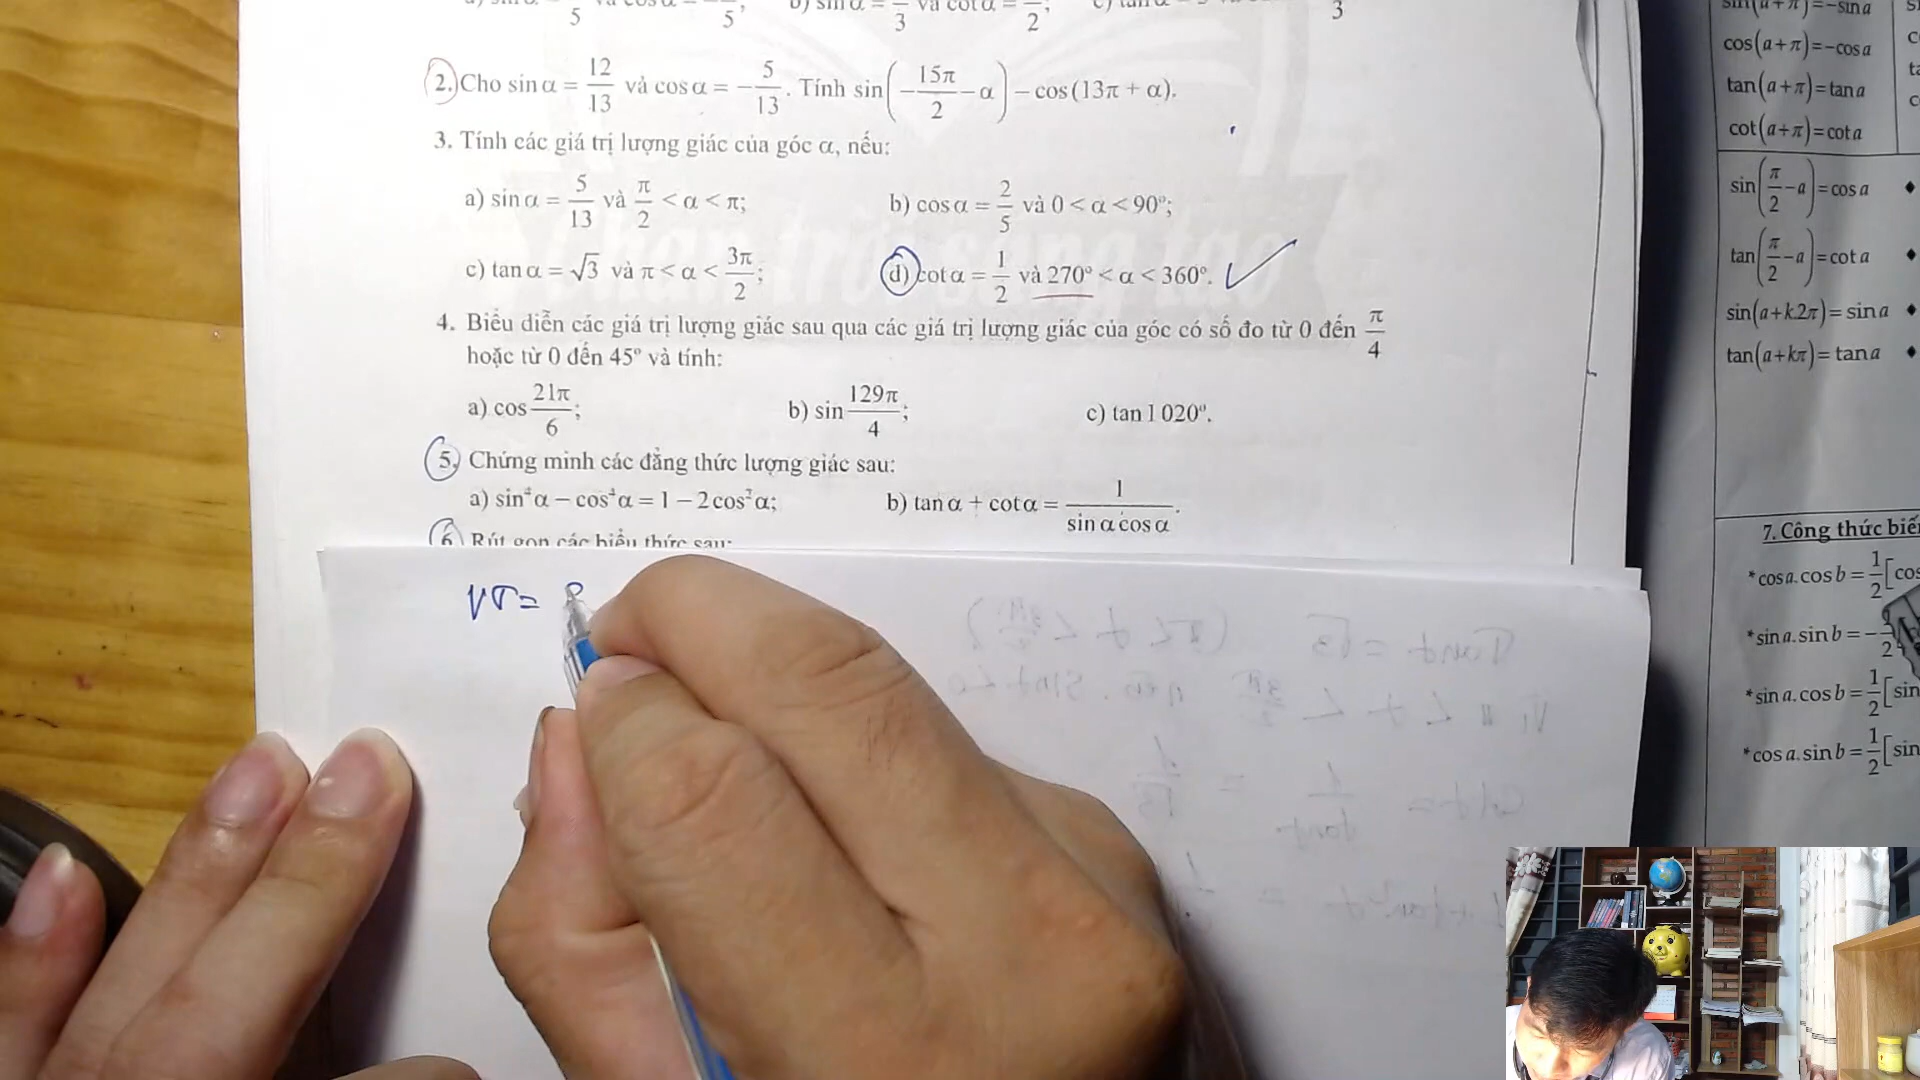 2. Cho sin α = 12/13 và cos α = −5/13. Tính sin(−15π/2 − α) − cos(13π + α).
3. Tính các giá trị lượng giác của góc α, nếu:
a) sin α = 5/13 và π/2 < α < π;
b) cos α = 2/5 và 0 < α < 90°;
c) tan α = √3 và π < α < 3π/2;
d) cot α = 1/2 và 270° < α < 360°.
4. Biểu diễn các giá trị lượng giác sau qua các giá trị lượng giác của góc có số đo từ 0 đến π/4
hoặc từ 0 đến 45° và tính:
a) cos 21π/6;
b) sin 129π/4;
c) tan 1 020°.
5. Chứng minh các đẳng thức lượng giác sau:
a) sin⁴α − cos⁴α = 1 − 2cos²α;
b) tan α + cot α = 1/(sin α cos α).
6. Rút gọn các biểu thức sau:
VT =
sin(a+π)=−sin a
cos(a+π)=−cos a
tan(a+π)=tan a
cot(a+π)=cot a
sin(π/2−a)=cos a
tan(π/2−a)=cot a
sin(a+k.2π)=sin a
tan(a+kπ)=tan a
7. Công thức biế
*cos a.cos b = 1/2[cos
*sin a.sin b = −1/2
*sin a.cos b = 1/2[sin
*cos a.sin b = 1/2[sin